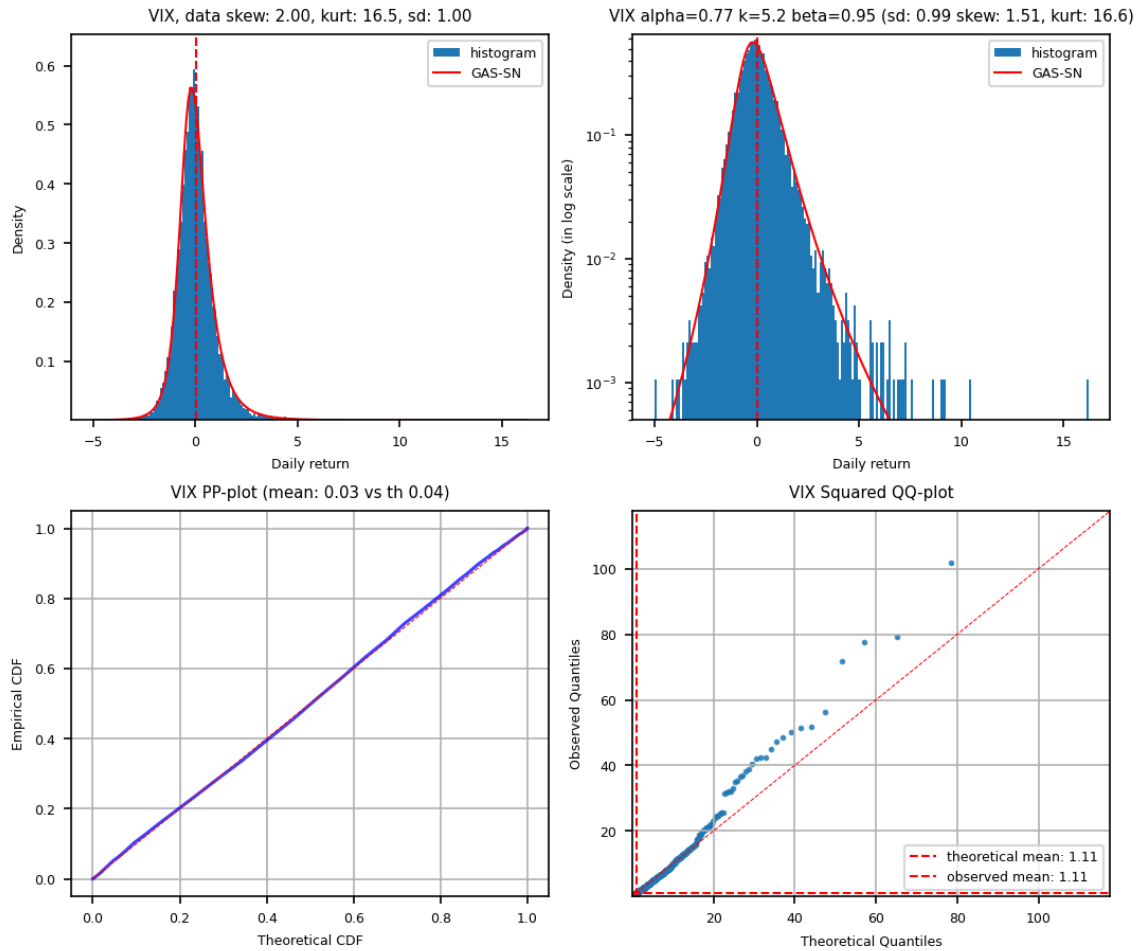 VIX, data skew: 2.00, kurt: 16.5, sd: 1.00
0.6
0.5
0.4
0.3
0.2
0.1
Density
histogram
GAS-SN
−5
0
5
10
15
Daily return
VIX alpha=0.77 k=5.2 beta=0.95 (sd: 0.99 skew: 1.51, kurt: 16.6)
10−1
10−2
10−3
Density (in log scale)
histogram
GAS-SN
−5
0
5
10
15
Daily return
VIX PP-plot (mean: 0.03 vs th 0.04)
1.0
0.8
0.6
0.4
0.2
0.0
Empirical CDF
0.0
0.2
0.4
0.6
0.8
1.0
Theoretical CDF
VIX Squared QQ-plot
100
80
60
40
20
Observed Quantiles
theoretical mean: 1.11
observed mean: 1.11
20
40
60
80
100
Theoretical Quantiles